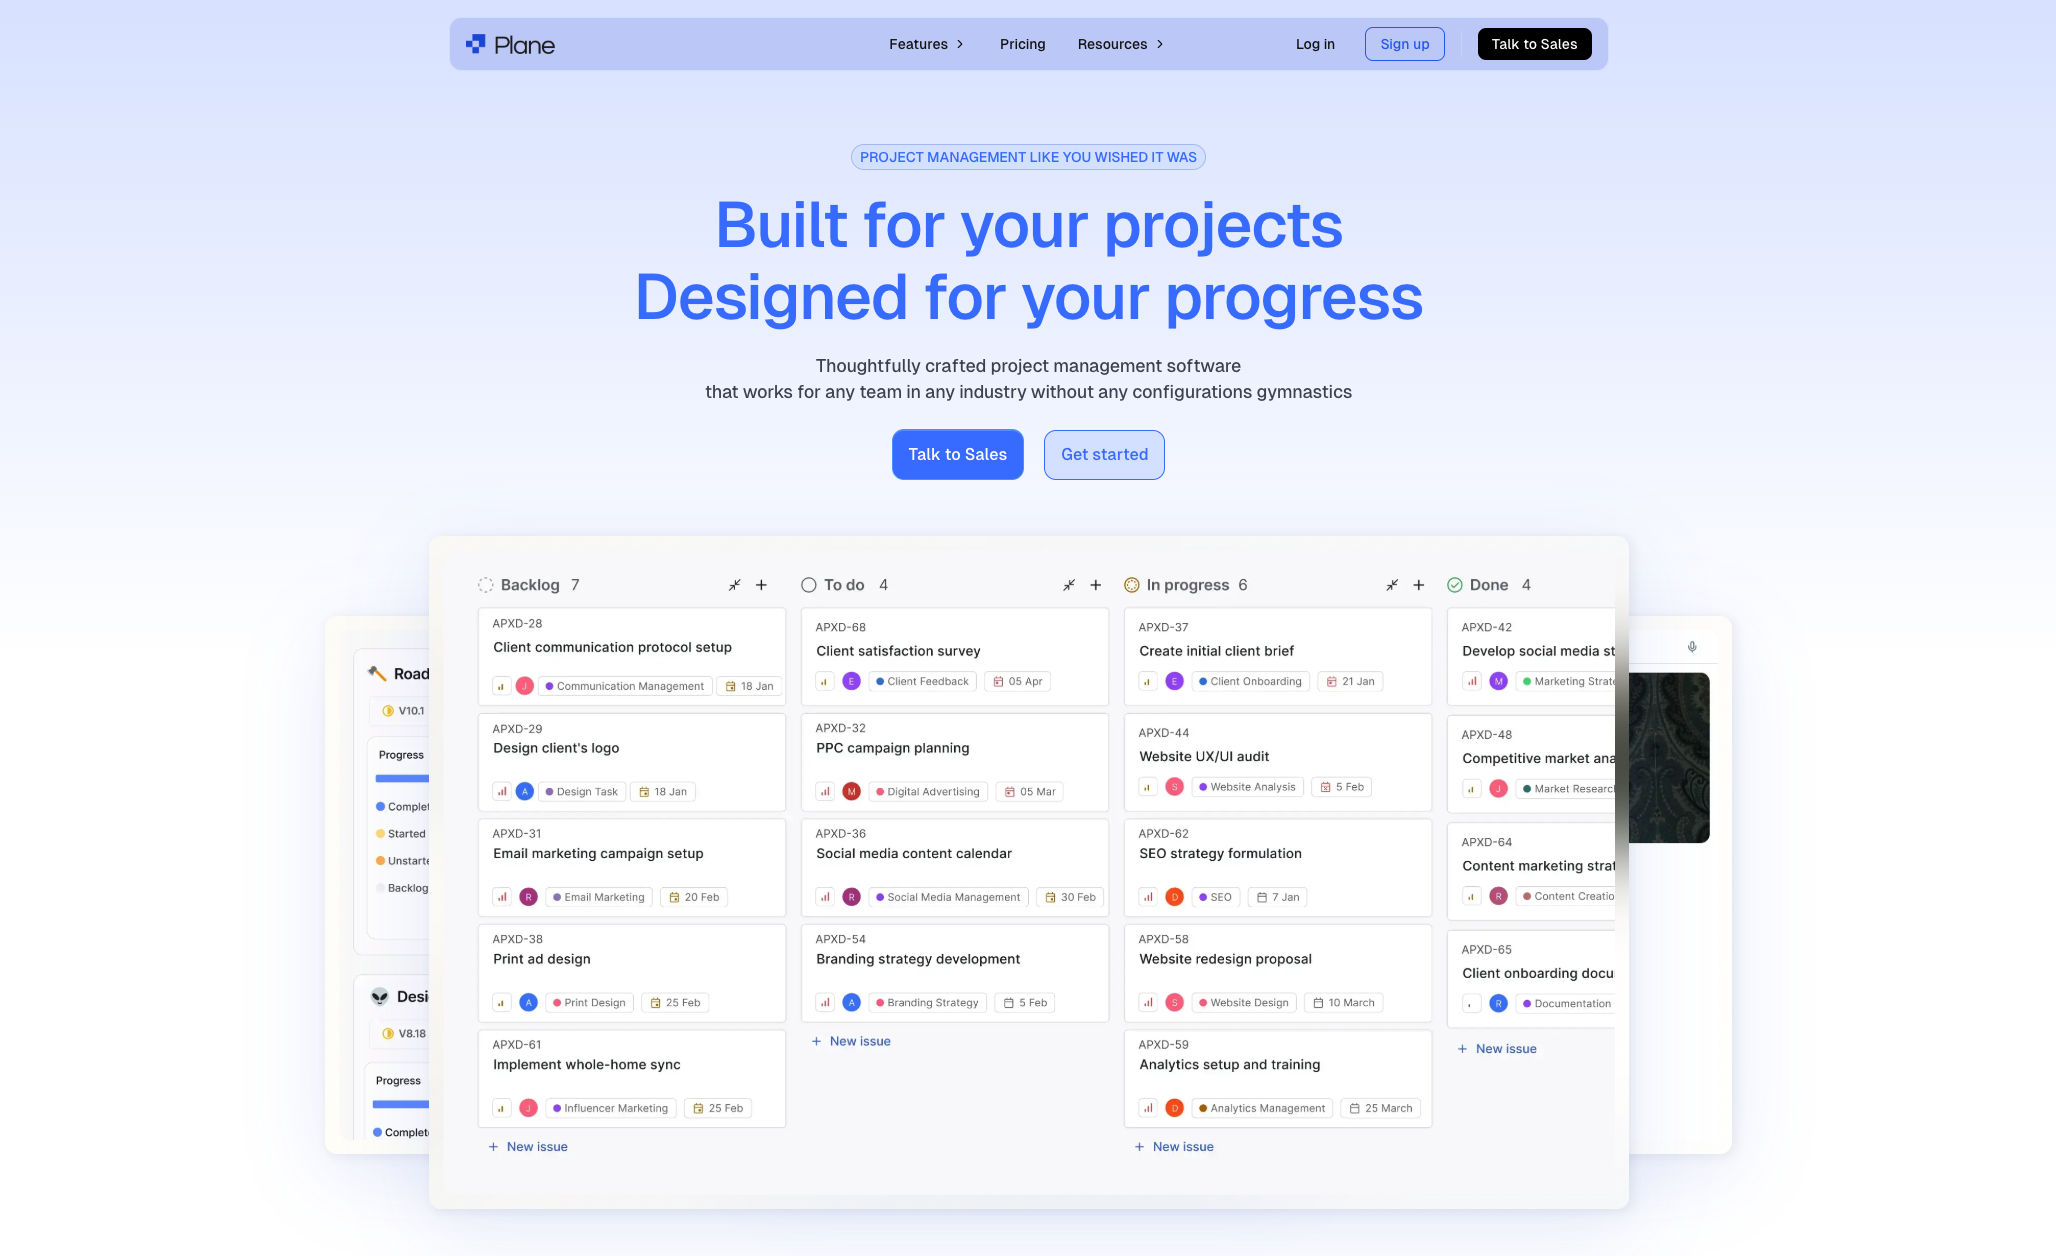 Plane
Features
Pricing
Resources
Log in
Sign up
Talk to Sales
PROJECT MANAGEMENT LIKE YOU WISHED IT WAS
Built for your projects
Designed for your progress
Thoughtfully crafted project management software
that works for any team in any industry without any configurations gymnastics
Talk to Sales
Get started
Road
V10.1
Progress
Complet
Started
Unstarte
Backlog
Desi
V8.18
Progress
Complet
Backlog 7
APXD-28
Client communication protocol setup
J Communication Management 18 Jan
APXD-29
Design client's logo
A Design Task 18 Jan
APXD-31
Email marketing campaign setup
R Email Marketing 20 Feb
APXD-38
Print ad design
A Print Design 25 Feb
APXD-61
Implement whole-home sync
J Influencer Marketing 25 Feb
+ New issue
To do 4
APXD-68
Client satisfaction survey
E Client Feedback 05 Apr
APXD-32
PPC campaign planning
M Digital Advertising 05 Mar
APXD-36
Social media content calendar
R Social Media Management 30 Feb
APXD-54
Branding strategy development
A Branding Strategy 5 Feb
+ New issue
In progress 6
APXD-37
Create initial client brief
E Client Onboarding 21 Jan
APXD-44
Website UX/UI audit
S Website Analysis 5 Feb
APXD-62
SEO strategy formulation
D SEO 7 Jan
APXD-58
Website redesign proposal
S Website Design 10 March
APXD-59
Analytics setup and training
D Analytics Management 25 March
+ New issue
Done 4
APXD-42
Develop social media st
M Marketing Strate
APXD-48
Competitive market ana
J Market Research
APXD-64
Content marketing strat
R Content Creatio
APXD-65
Client onboarding docu
R Documentation
+ New issue